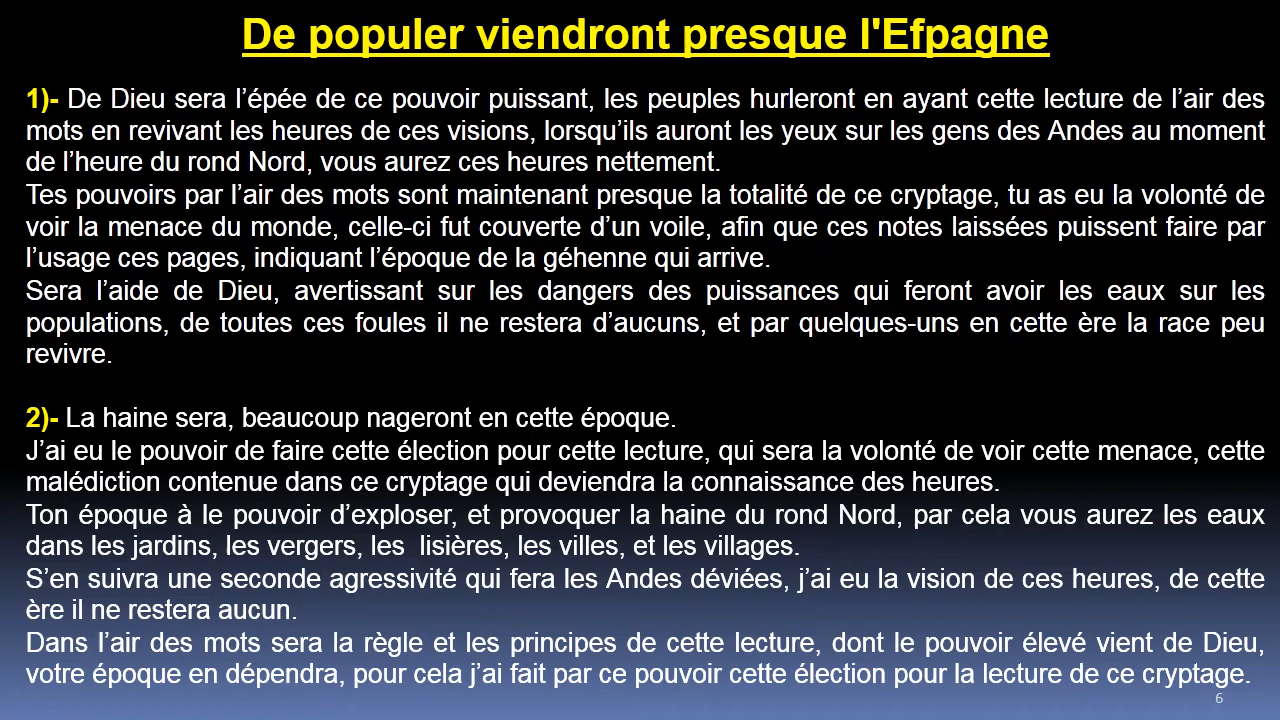 De populer viendront presque l'Efpagne
1)- De Dieu sera l’épée de ce pouvoir puissant, les peuples hurleront en ayant cette lecture de l’air des
mots en revivant les heures de ces visions, lorsqu’ils auront les yeux sur les gens des Andes au moment
de l’heure du rond Nord, vous aurez ces heures nettement.
Tes pouvoirs par l’air des mots sont maintenant presque la totalité de ce cryptage, tu as eu la volonté de
voir la menace du monde, celle-ci fut couverte d’un voile, afin que ces notes laissées puissent faire par
l’usage ces pages, indiquant l’époque de la géhenne qui arrive.
Sera l’aide de Dieu, avertissant sur les dangers des puissances qui feront avoir les eaux sur les
populations, de toutes ces foules il ne restera d’aucuns, et par quelques-uns en cette ère la race peu
revivre.
2)- La haine sera, beaucoup nageront en cette époque.
J’ai eu le pouvoir de faire cette élection pour cette lecture, qui sera la volonté de voir cette menace, cette
malédiction contenue dans ce cryptage qui deviendra la connaissance des heures.
Ton époque à le pouvoir d’exploser, et provoquer la haine du rond Nord, par cela vous aurez les eaux
dans les jardins, les vergers, les  lisières, les villes, et les villages.
S’en suivra une seconde agressivité qui fera les Andes déviées, j’ai eu la vision de ces heures, de cette
ère il ne restera aucun.
Dans l’air des mots sera la règle et les principes de cette lecture, dont le pouvoir élevé vient de Dieu,
votre époque en dépendra, pour cela j’ai fait par ce pouvoir cette élection pour la lecture de ce cryptage.
6